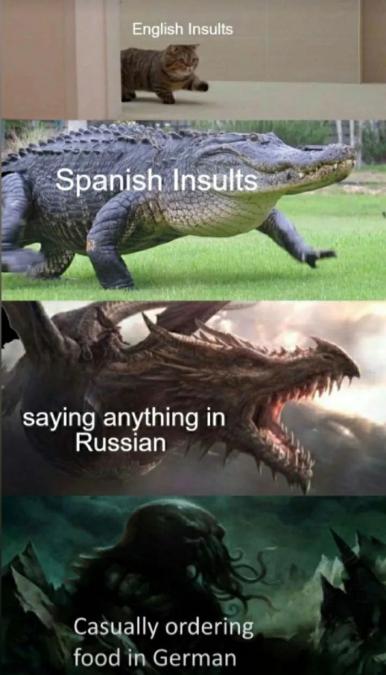 English Insults
Spanish Insults
saying anything in
Russian
Casually ordering
food in German